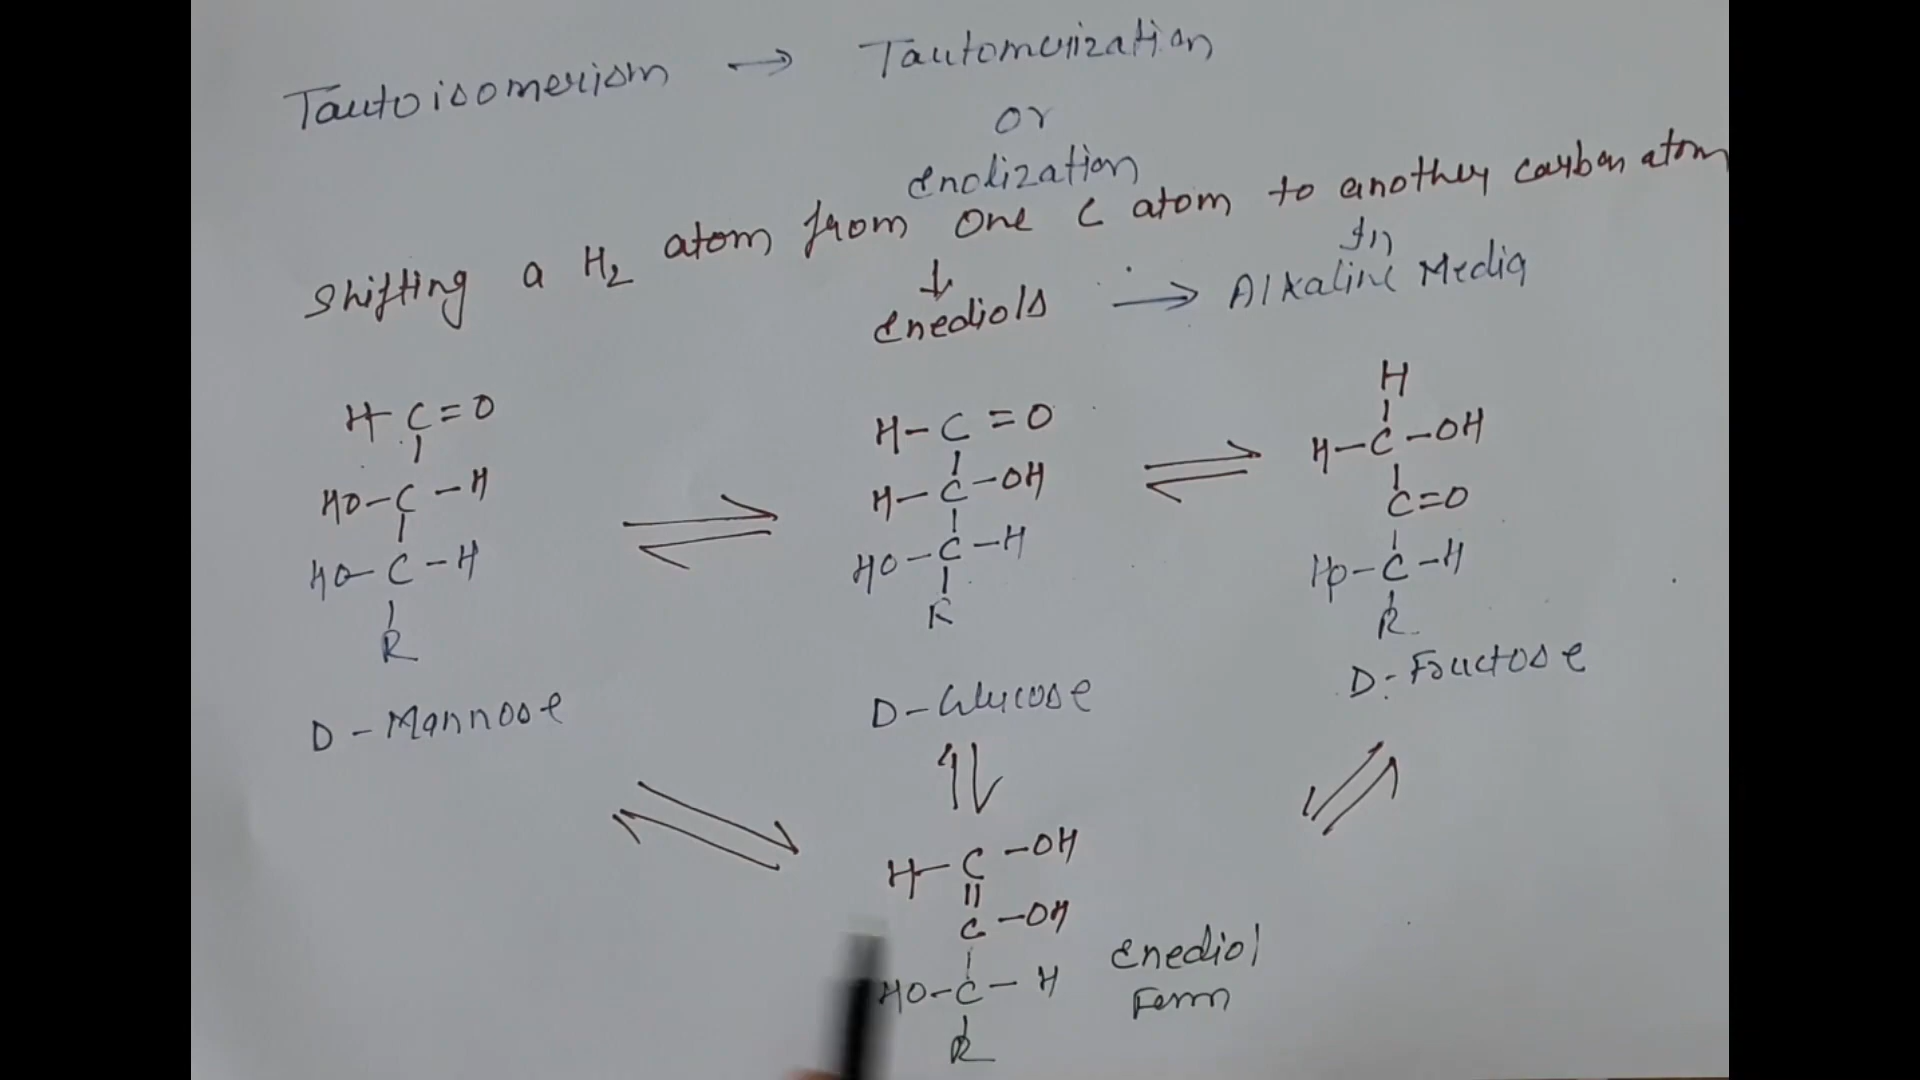 Tautoisomerism → Tautomerization
or
enolization
Shifting a H2 atom from one C atom to another carbon atom
↓
enediols → In Alkaline Media
H-C=O
HO-C-H
HO-C-H
R
D-Mannose
H-C=O
H-C-OH
HO-C-H
R
D-Glucose
H
H-C-OH
C=O
HO-C-H
R
D-Fructose
H-C-OH
C-OH
HO-C-H
R
Enediol
Form